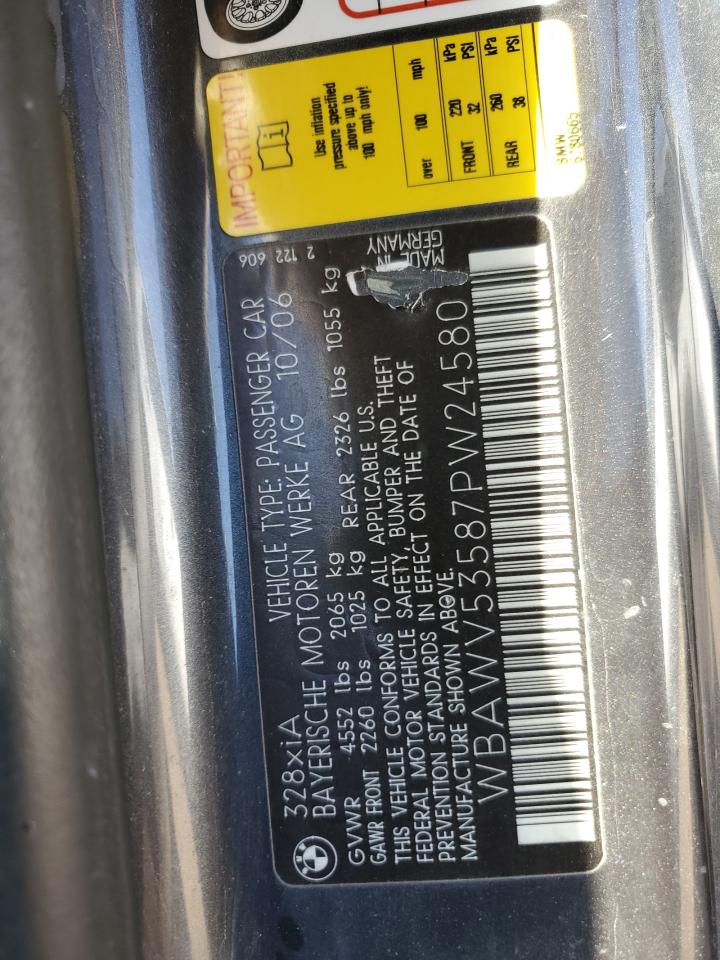 IMPORTANT!
Use inflation
pressure specified
above up to
100 mph only!
over 100 mph
FRONT 220 kPa
32 PSI
REAR 260 kPa
38 PSI
BMW
328xiA VEHICLE TYPE: PASSENGER CAR 2 122 606
BAYERISCHE MOTOREN WERKE AG 10/06
GVWR 4552 lbs 2065 kg
GAWR FRONT 2260 lbs 1025 kg REAR 2326 lbs 1055 kg
THIS VEHICLE CONFORMS TO ALL APPLICABLE U.S.
FEDERAL MOTOR VEHICLE SAFETY, BUMPER AND THEFT
PREVENTION STANDARDS IN EFFECT ON THE DATE OF
MANUFACTURE SHOWN ABOVE.
MADE IN
GERMANY
WBAWV53587PW24580